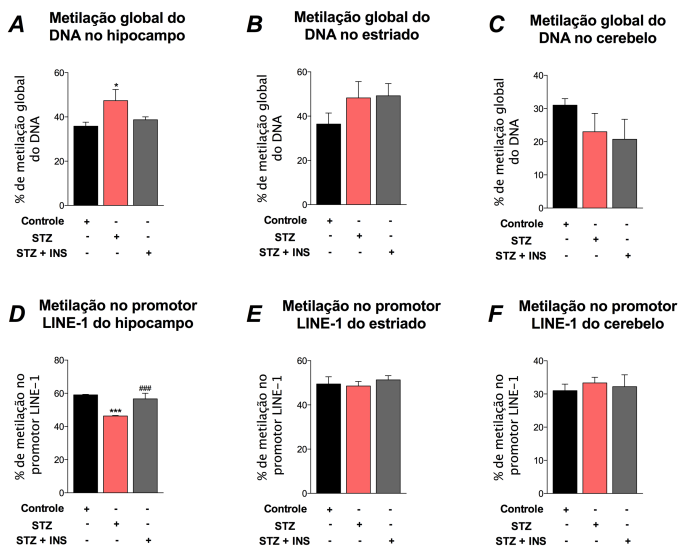 A Metilação global do
DNA no hipocampo
% de metilação global
do DNA
60
40
20
0
*
Controle + - -
STZ - + -
STZ + INS - - +
B Metilação global do
DNA no estriado
% de metilação global
do DNA
60
40
20
0
Controle + - -
STZ - + -
STZ + INS - - +
C Metilação global do
DNA no cerebelo
% de metilação global
do DNA
40
30
20
10
0
Controle + - -
STZ - + -
STZ + INS - - +
D Metilação no promotor
LINE-1 do hipocampo
% de metilação no
promotor LINE-1
80
60
40
20
0
***
###
Controle + - -
STZ - + -
STZ + INS - - +
E Metilação no promotor
LINE-1 do estriado
% de metilação no
promotor LINE-1
60
40
20
0
Controle + - -
STZ - + -
STZ + INS - - +
F Metilação no promotor
LINE-1 do cerebelo
% de metilação no
promotor LINE-1
40
30
20
10
0
Controle + - -
STZ - + -
STZ + INS - - +